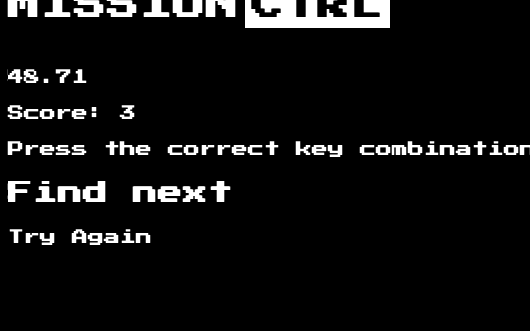 MISSION CTRL
48.71
Score: 3
Press the correct key combination
Find next
Try Again